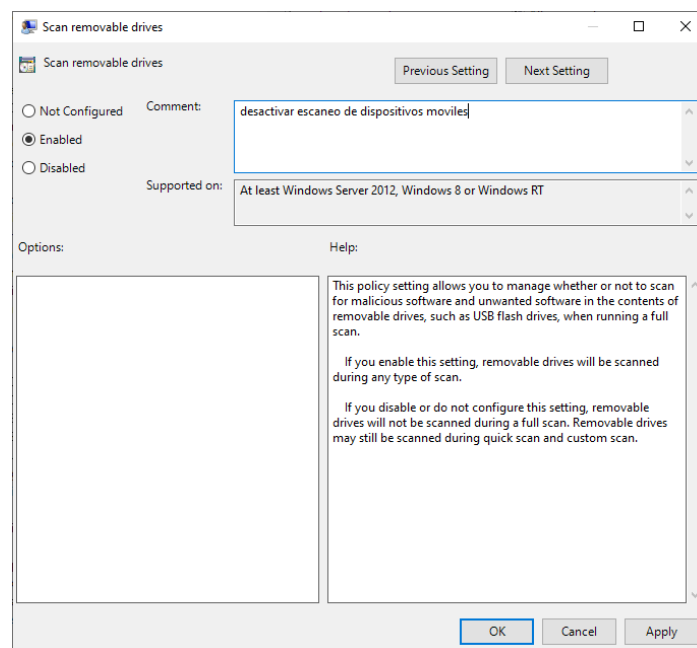 Scan removable drives
Scan removable drives
Previous Setting
Next Setting
Not Configured
Enabled
Disabled
Comment:
desactivar escaneo de dispositivos moviles
Supported on:
At least Windows Server 2012, Windows 8 or Windows RT
Options:
Help:
This policy setting allows you to manage whether or not to scan
for malicious software and unwanted software in the contents of
removable drives, such as USB flash drives, when running a full
scan.
If you enable this setting, removable drives will be scanned
during any type of scan.
If you disable or do not configure this setting, removable
drives will not be scanned during a full scan. Removable drives
may still be scanned during quick scan and custom scan.
OK
Cancel
Apply